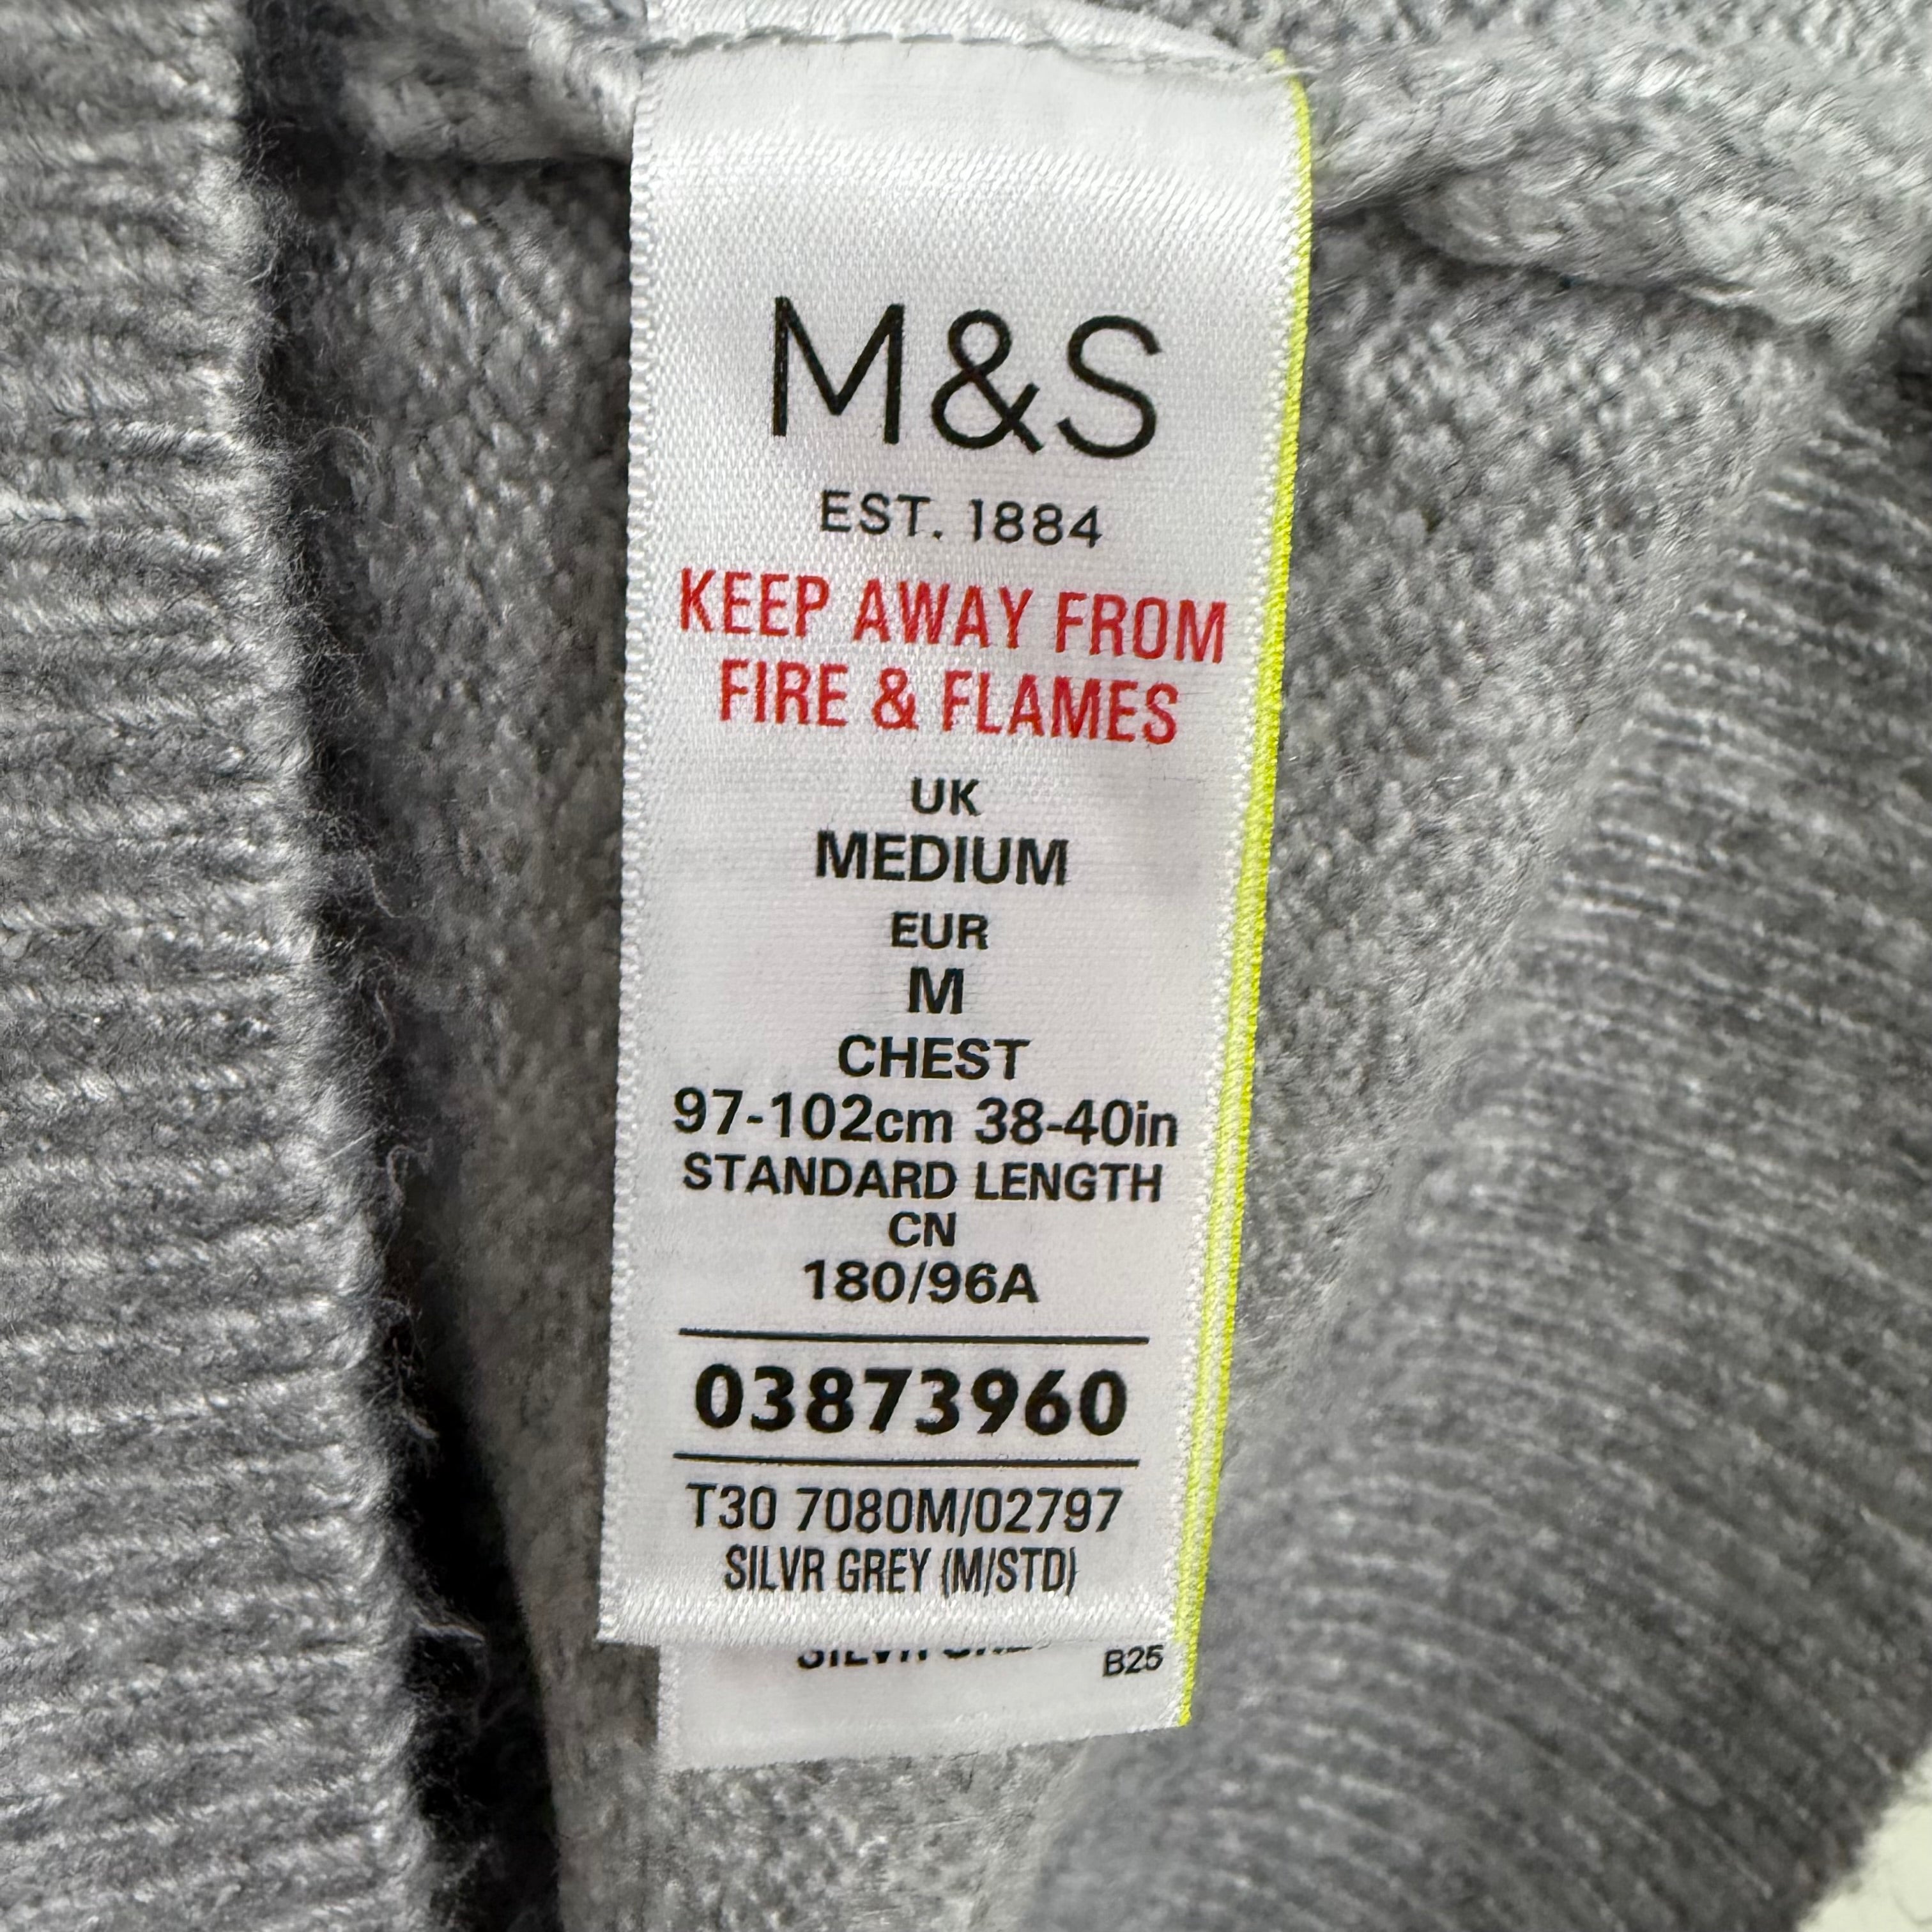 M&S
EST. 1884
KEEP AWAY FROM
FIRE & FLAMES
UK
MEDIUM
EUR
M
CHEST
97-102cm 38-40in
STANDARD LENGTH
CN
180/96A
03873960
T30 7080M/02797
SILVR GREY (M/STD)
B25